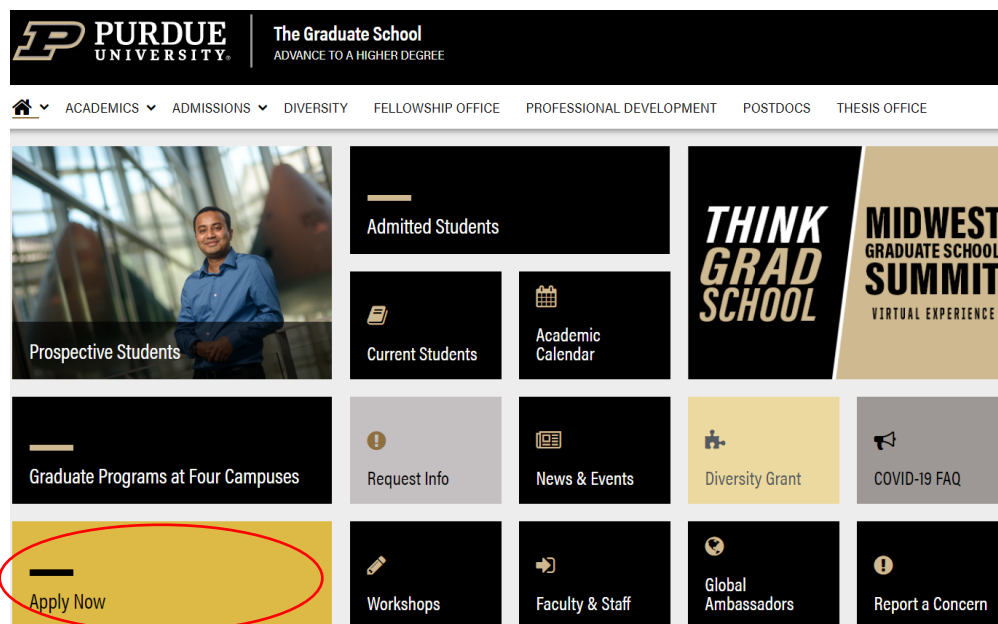 PURDUE
UNIVERSITY®
The Graduate School
ADVANCE TO A HIGHER DEGREE
ACADEMICS
ADMISSIONS
DIVERSITY
FELLOWSHIP OFFICE
PROFESSIONAL DEVELOPMENT
POSTDOCS
THESIS OFFICE
Prospective Students
Admitted Students
Current Students
Academic
Calendar
THINK
GRAD
SCHOOL
MIDWEST
GRADUATE SCHOOL
SUMMIT
VIRTUAL EXPERIENCE
Graduate Programs at Four Campuses
Request Info
News & Events
Diversity Grant
COVID-19 FAQ
Apply Now
Workshops
Faculty & Staff
Global
Ambassadors
Report a Concern